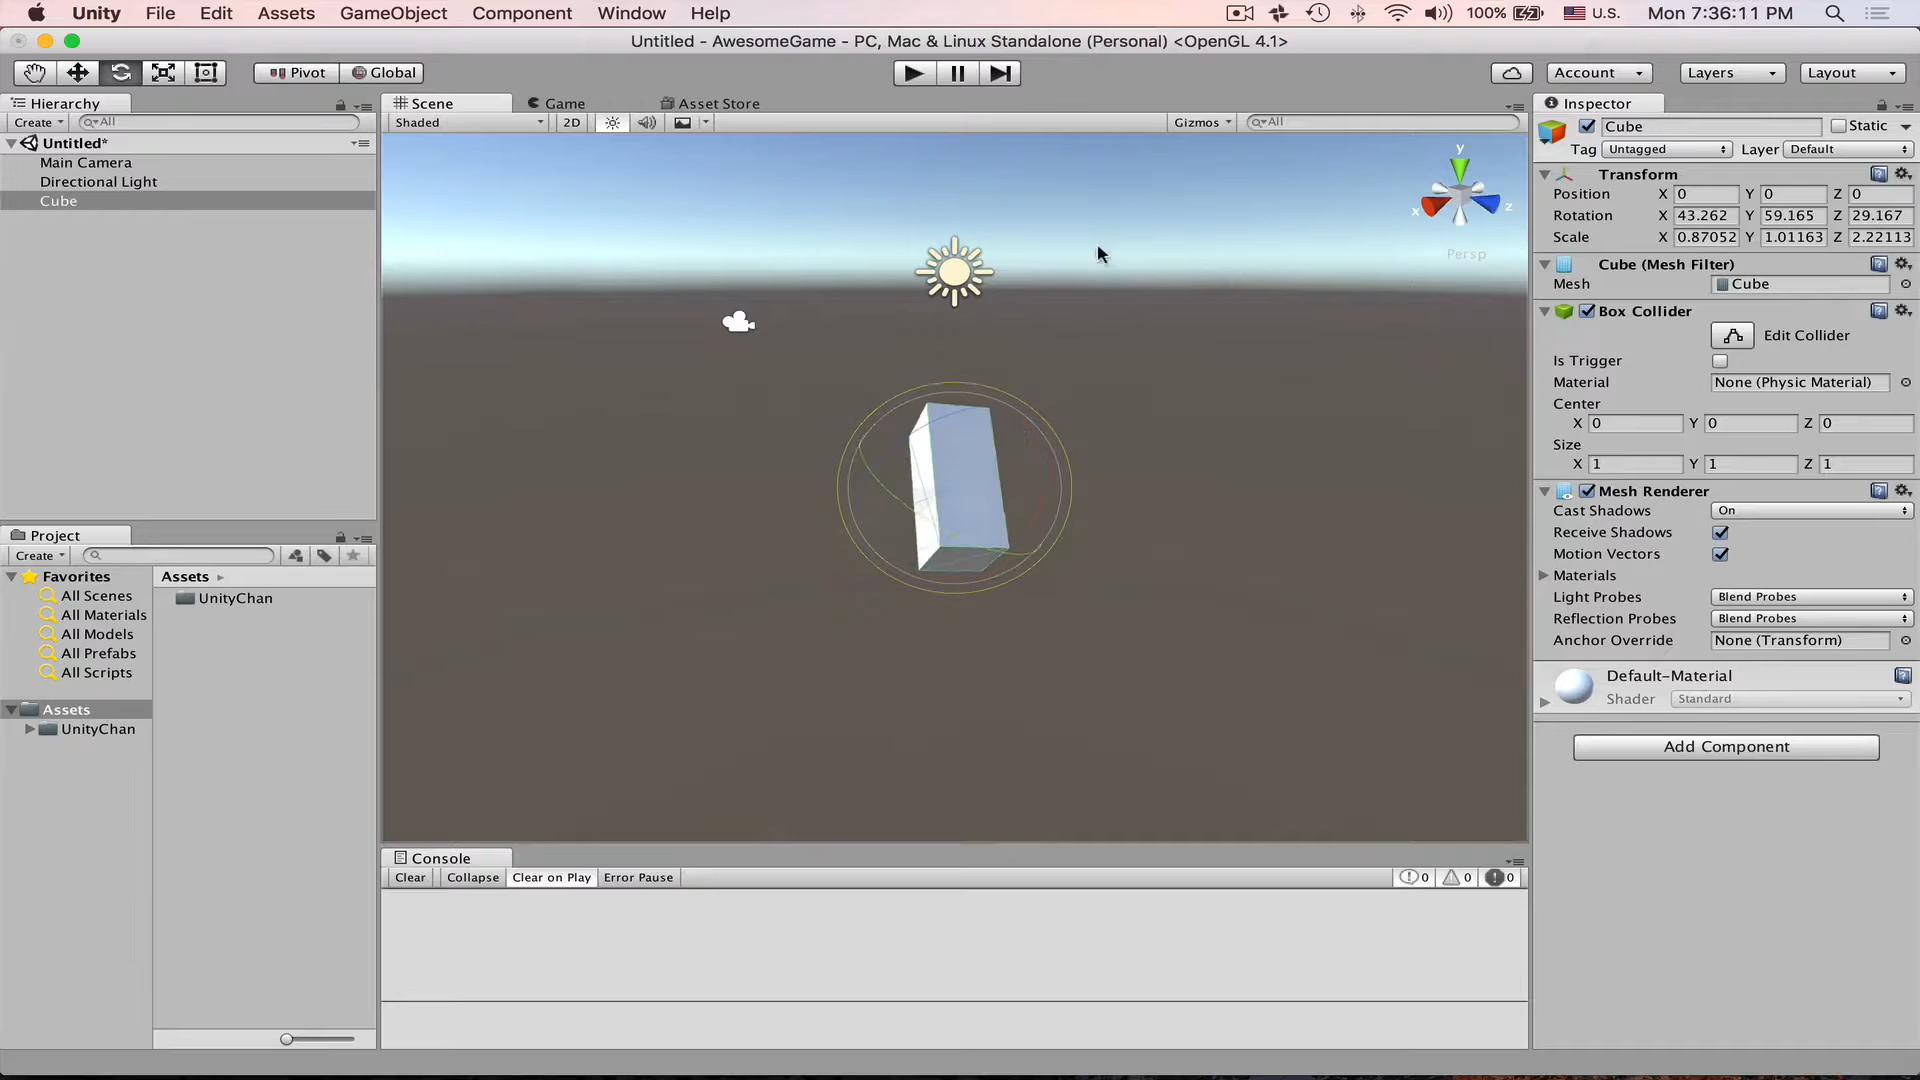 Unity File Edit Assets GameObject Component Window Help 100% U.S. Mon 7:36:11 PM
Untitled - AwesomeGame - PC, Mac & Linux Standalone (Personal) <OpenGL 4.1>
Pivot Global Account Layers Layout
Hierarchy
Create All
Untitled*
Main Camera
Directional Light
Cube
Scene Game Asset Store
Shaded 2D Gizmos All
y
x z
Persp
Inspector
Cube Static
Tag Untagged Layer Default
Transform
Position X 0 Y 0 Z 0
Rotation X 43.262 Y 59.165 Z 29.167
Scale X 0.87052 Y 1.01163 Z 2.22113
Cube (Mesh Filter)
Mesh Cube
Box Collider
Edit Collider
Is Trigger
Material None (Physic Material)
Center
X 0 Y 0 Z 0
Size
X 1 Y 1 Z 1
Mesh Renderer
Cast Shadows On
Receive Shadows
Motion Vectors
Materials
Light Probes Blend Probes
Reflection Probes Blend Probes
Anchor Override None (Transform)
Default-Material
Shader Standard
Add Component
Project
Create
Favorites
All Scenes
All Materials
All Models
All Prefabs
All Scripts
Assets
UnityChan
Assets
UnityChan
Console
Clear Collapse Clear on Play Error Pause 0 0 0